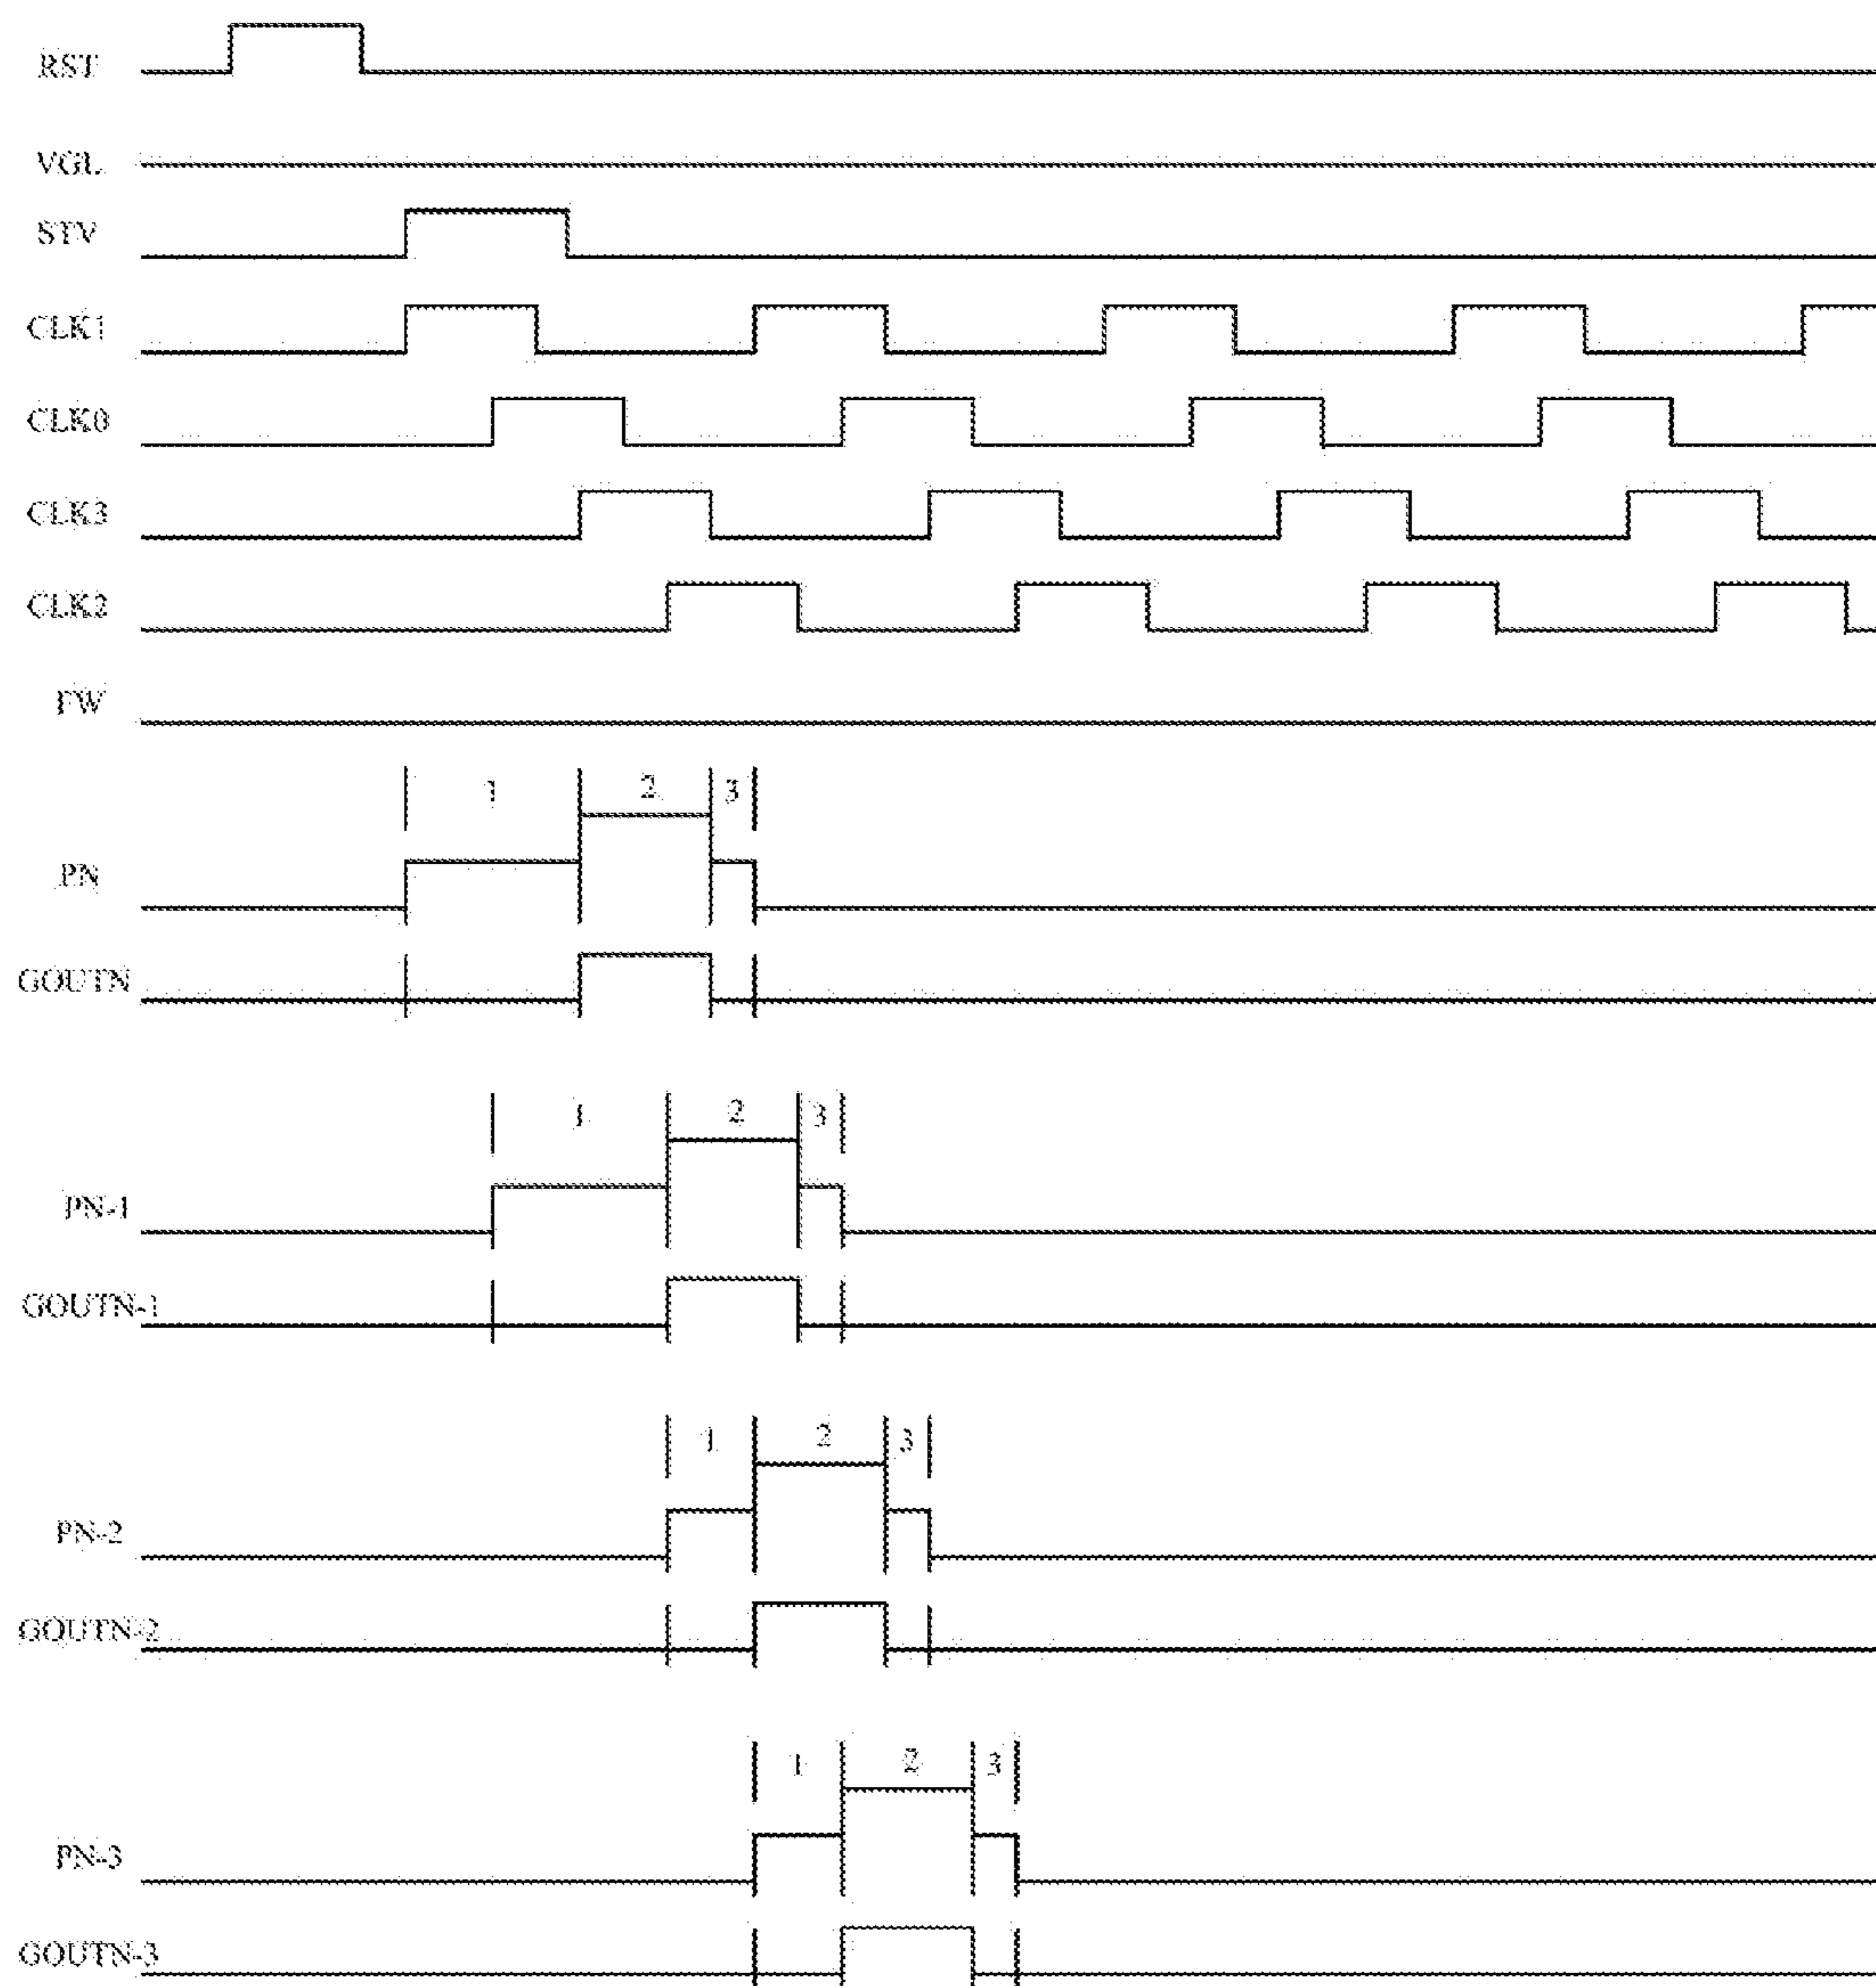 RST
VGL
STV
CLK1
CLK0
CLK3
CLK2
FW
1 2 3
PN
GOUTN
1 2 3
PN-1
GOUTN-1
1 2 3
PN-2
GOUTN-2
1 2 3
PN-3
GOUTN-3